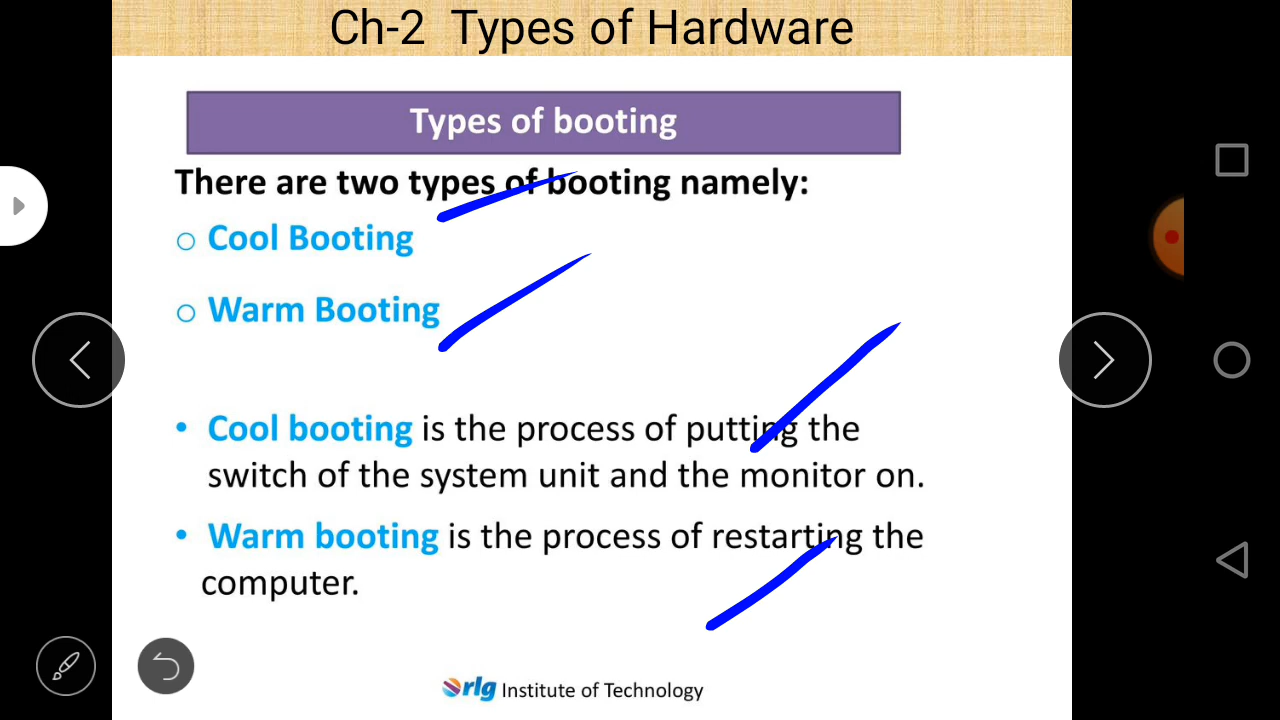 Ch-2 Types of Hardware
Types of booting
There are two types of booting namely:
Cool Booting
Warm Booting
Cool booting is the process of putting the
switch of the system unit and the monitor on.
Warm booting is the process of restarting the
computer.
rlg Institute of Technology